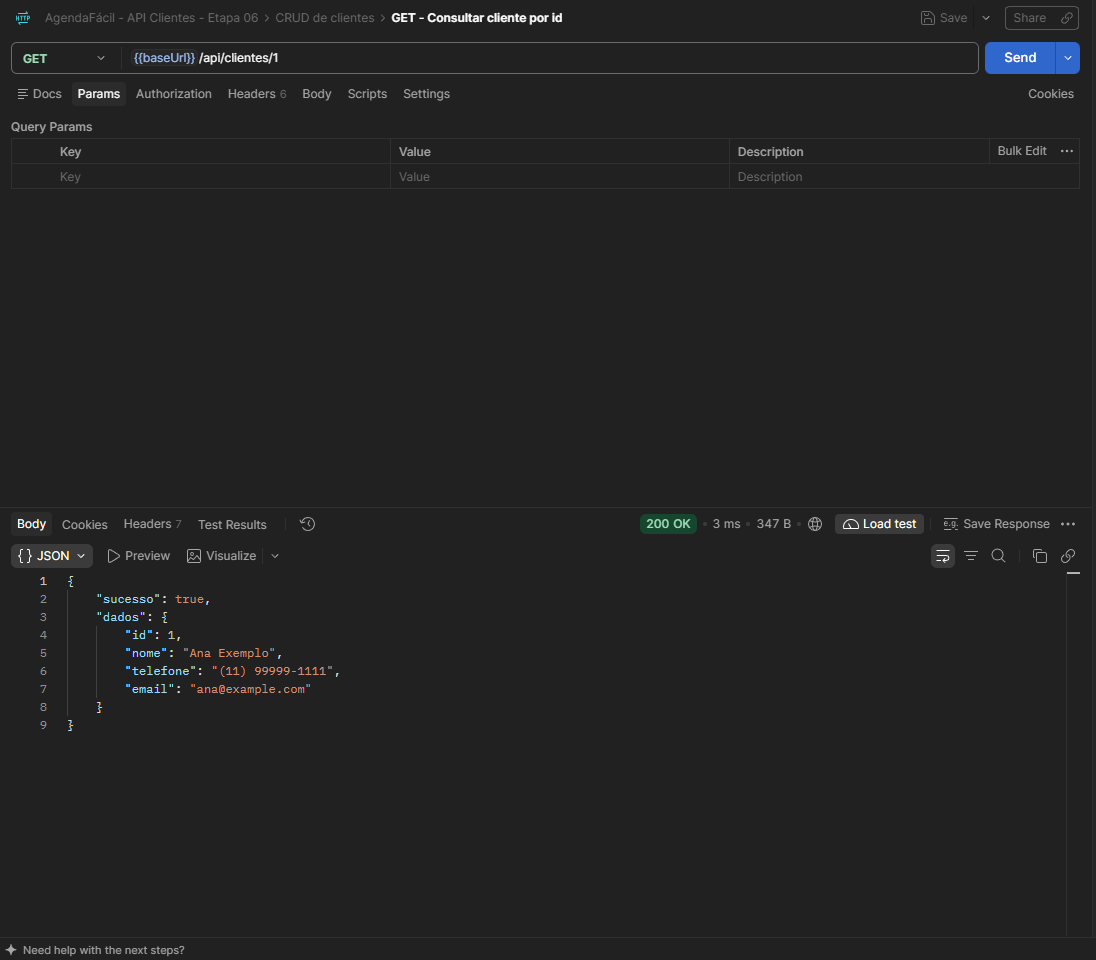 HTTP AgendaFácil - API Clientes - Etapa 06 > CRUD de clientes > GET - Consultar cliente por id Save Share
GET {{baseUrl}} /api/clientes/1 Send
Docs Params Authorization Headers 6 Body Scripts Settings Cookies
Query Params
Key Value Description Bulk Edit ...
Key Value Description
Body Cookies Headers 7 Test Results 200 OK • 3 ms • 347 B • Load test e.g. Save Response ...
{} JSON Preview Visualize
1 {
2 "sucesso": true,
3 "dados": {
4 "id": 1,
5 "nome": "Ana Exemplo",
6 "telefone": "(11) 99999-1111",
7 "email": "ana@example.com"
8 }
9 }
Need help with the next steps?